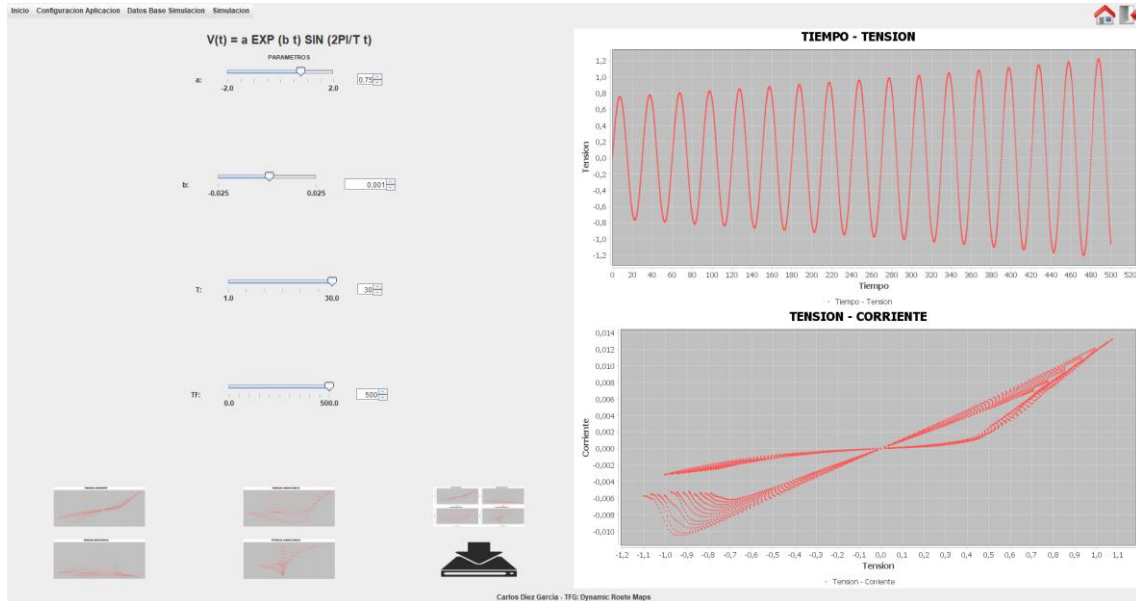 Inicio Configuracion Aplicacion Datos Base Simulacion Simulacion
V(t) = a EXP (b t) SIN (2PI/T t)
PARAMETROS
a:
0,75
-2.0 2.0
b:
0,001
-0.025 0.025
T:
30
1.0 30.0
TF:
500
0.0 500.0
TIEMPO - TENSION
Tension
1,2
1,0
0,8
0,6
0,4
0,2
0,0
-0,2
-0,4
-0,6
-0,8
-1,0
-1,2
0 20 40 60 80 100 120 140 160 180 200 220 240 260 280 300 320 340 360 380 400 420 440 460 480 500 520
Tiempo
Tiempo - Tension
TENSION - CORRIENTE
Corriente
0,014
0,012
0,010
0,008
0,006
0,004
0,002
0,000
-0,002
-0,004
-0,006
-0,008
-0,010
-1,2 -1,1 -1,0 -0,9 -0,8 -0,7 -0,6 -0,5 -0,4 -0,3 -0,2 -0,1 0,0 0,1 0,2 0,3 0,4 0,5 0,6 0,7 0,8 0,9 1,0 1,1
Tension
Tension - Corriente
Carlos Diez Garcia - TFG: Dynamic Route Maps